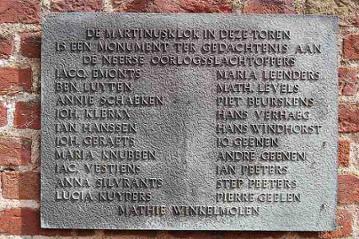 DE MARTINUSKLOK IN DEZE TOREN
IS EEN MONUMENT TER GEDACHTENIS AAN
DE NEERSE OORLOGSSLACHTOFFERS
JACQ. EMONTS MARIA LEENDERS
BEN LUYTEN MATH. LEVELS
ANNIE SCHAEKEN PIET BEURSKENS
JOH. KLERKX HANS VERHAEG
JAN HANSSEN HANS WINDHORST
JOH. GERAETS JO GEENEN
MARIA KNUBBEN ANDRE GEENEN
JAC. VESTJENS JAN PEETERS
ANNA SILVRANTS STEP PEETERS
LUCIA KUYPERS PIERRE GEELEN
MATHIE WINKELMOLEN